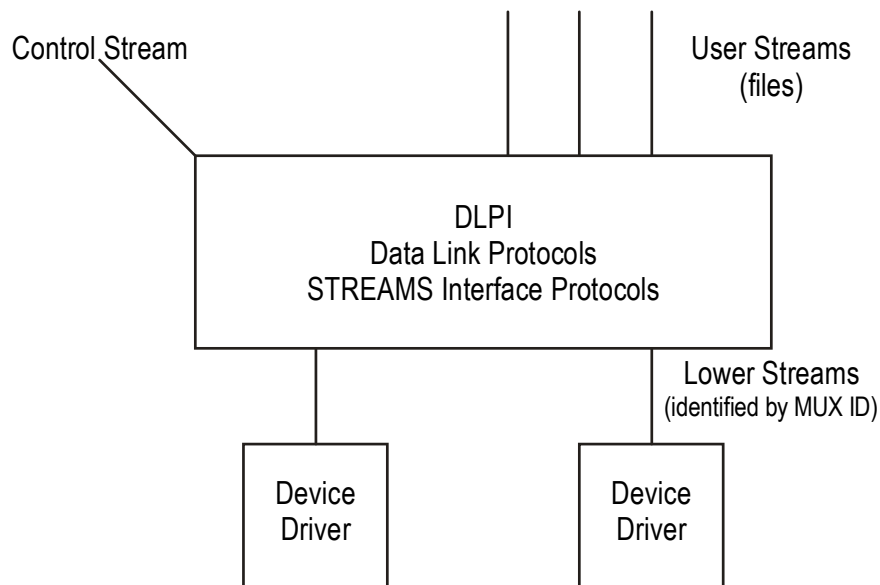 Control Stream
User Streams
(files)
DLPI
Data Link Protocols
STREAMS Interface Protocols
Lower Streams
(identified by MUX ID)
Device
Driver
Device
Driver